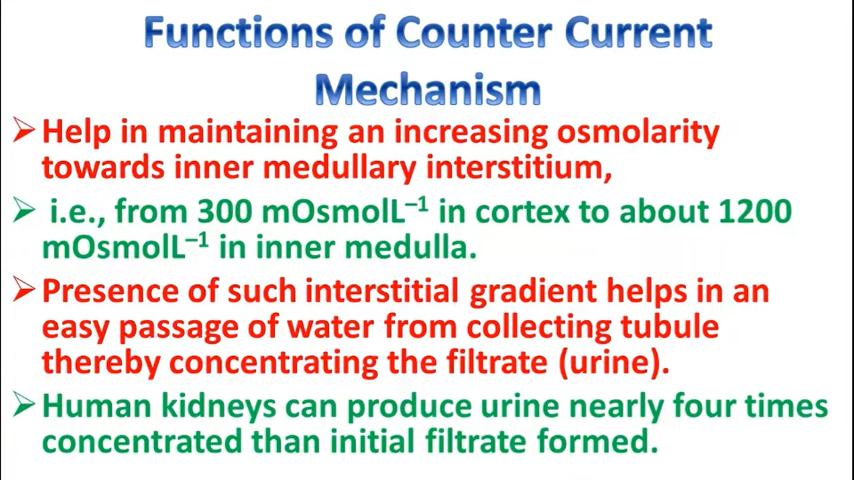 Functions of Counter Current
Mechanism
➢Help in maintaining an increasing osmolarity
towards inner medullary interstitium,
➢ i.e., from 300 mOsmolL⁻¹ in cortex to about 1200
mOsmolL⁻¹ in inner medulla.
➢Presence of such interstitial gradient helps in an
easy passage of water from collecting tubule
thereby concentrating the filtrate (urine).
➢Human kidneys can produce urine nearly four times
concentrated than initial filtrate formed.